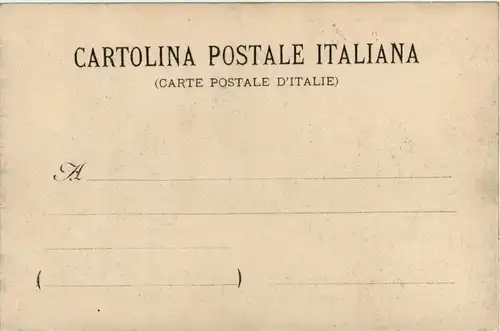 CARTOLINA POSTALE ITALIANA
(CARTE POSTALE D'ITALIE)
A
( )